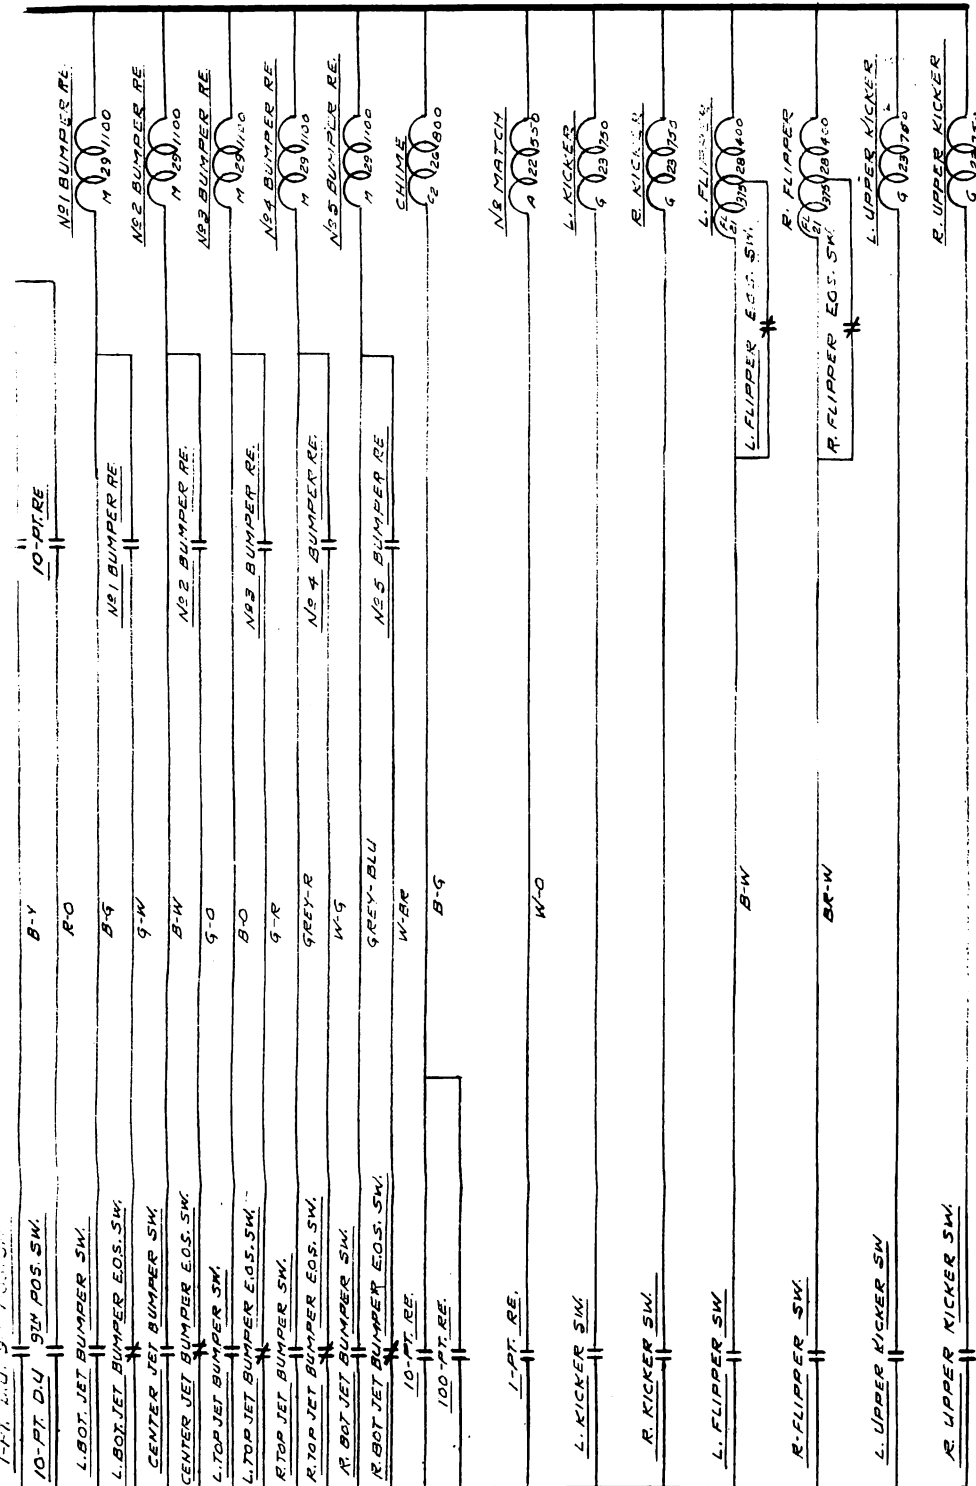 10-PT. D.U 9TH POS. SW.
L. BOT. JET BUMPER SW.
L. BOT. JET BUMPER E.O.S. SW.
CENTER JET BUMPER SW.
CENTER JET BUMPER E.O.S. SW.
L. TOP JET BUMPER SW.
L. TOP JET BUMPER E.O.S. SW.
R. TOP JET BUMPER SW.
R. TOP JET BUMPER E.O.S. SW.
R. BOT JET BUMPER SW.
R. BOT JET BUMPER E.O.S. SW.
10-PT. RE.
100-PT. RE.
1-PT. RE.
L. KICKER SW.
R. KICKER SW.
L. FLIPPER SW.
R-FLIPPER SW.
L. UPPER KICKER SW
R. UPPER KICKER SW.
B-Y
R-O
B-G
G-W
B-W
G-O
B-O
G-R
GREY-R
W-G
GREY-BLU
W-BR
B-G
W-O
B-W
BR-W
10-PT. RE
Nº1 BUMPER RE
Nº2 BUMPER RE.
Nº3 BUMPER RE.
Nº4 BUMPER RE.
Nº5 BUMPER RE
L. FLIPPER E.O.S. SW.
R. FLIPPER E.O.S. SW.
Nº1 BUMPER RE.
M 29 1100
Nº2 BUMPER RE
M 29 1100
Nº3 BUMPER RE
M 29 1100
Nº4 BUMPER RE
M 29 1100
Nº5 BUMPER RE
M 29 1100
CHIME
C2 26 800
Nº MATCH
A 22 550
L. KICKER
G 23 750
R. KICKER
G 23 750
L. FLIPPER
FL 21 375 28 400
R. FLIPPER
FL 21 375 28 400
L. UPPER KICKER
G 23 750
R. UPPER KICKER
G 23 750